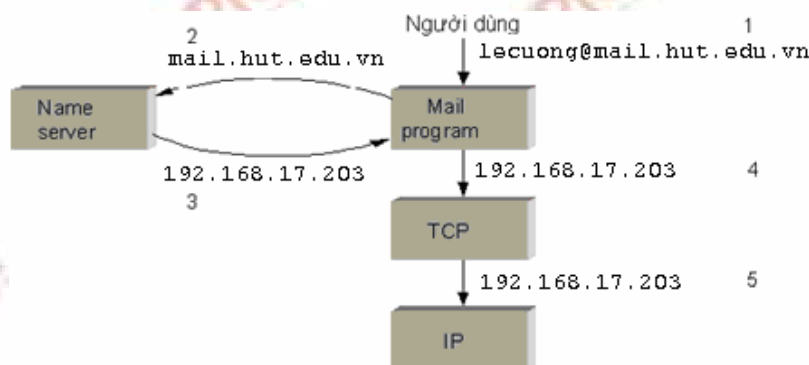 Người dùng
1
lecuong@mail.hut.edu.vn
2
mail.hut.edu.vn
Name
server
Mail
program
192.168.17.203
3
192.168.17.203
4
TCP
192.168.17.203
5
IP